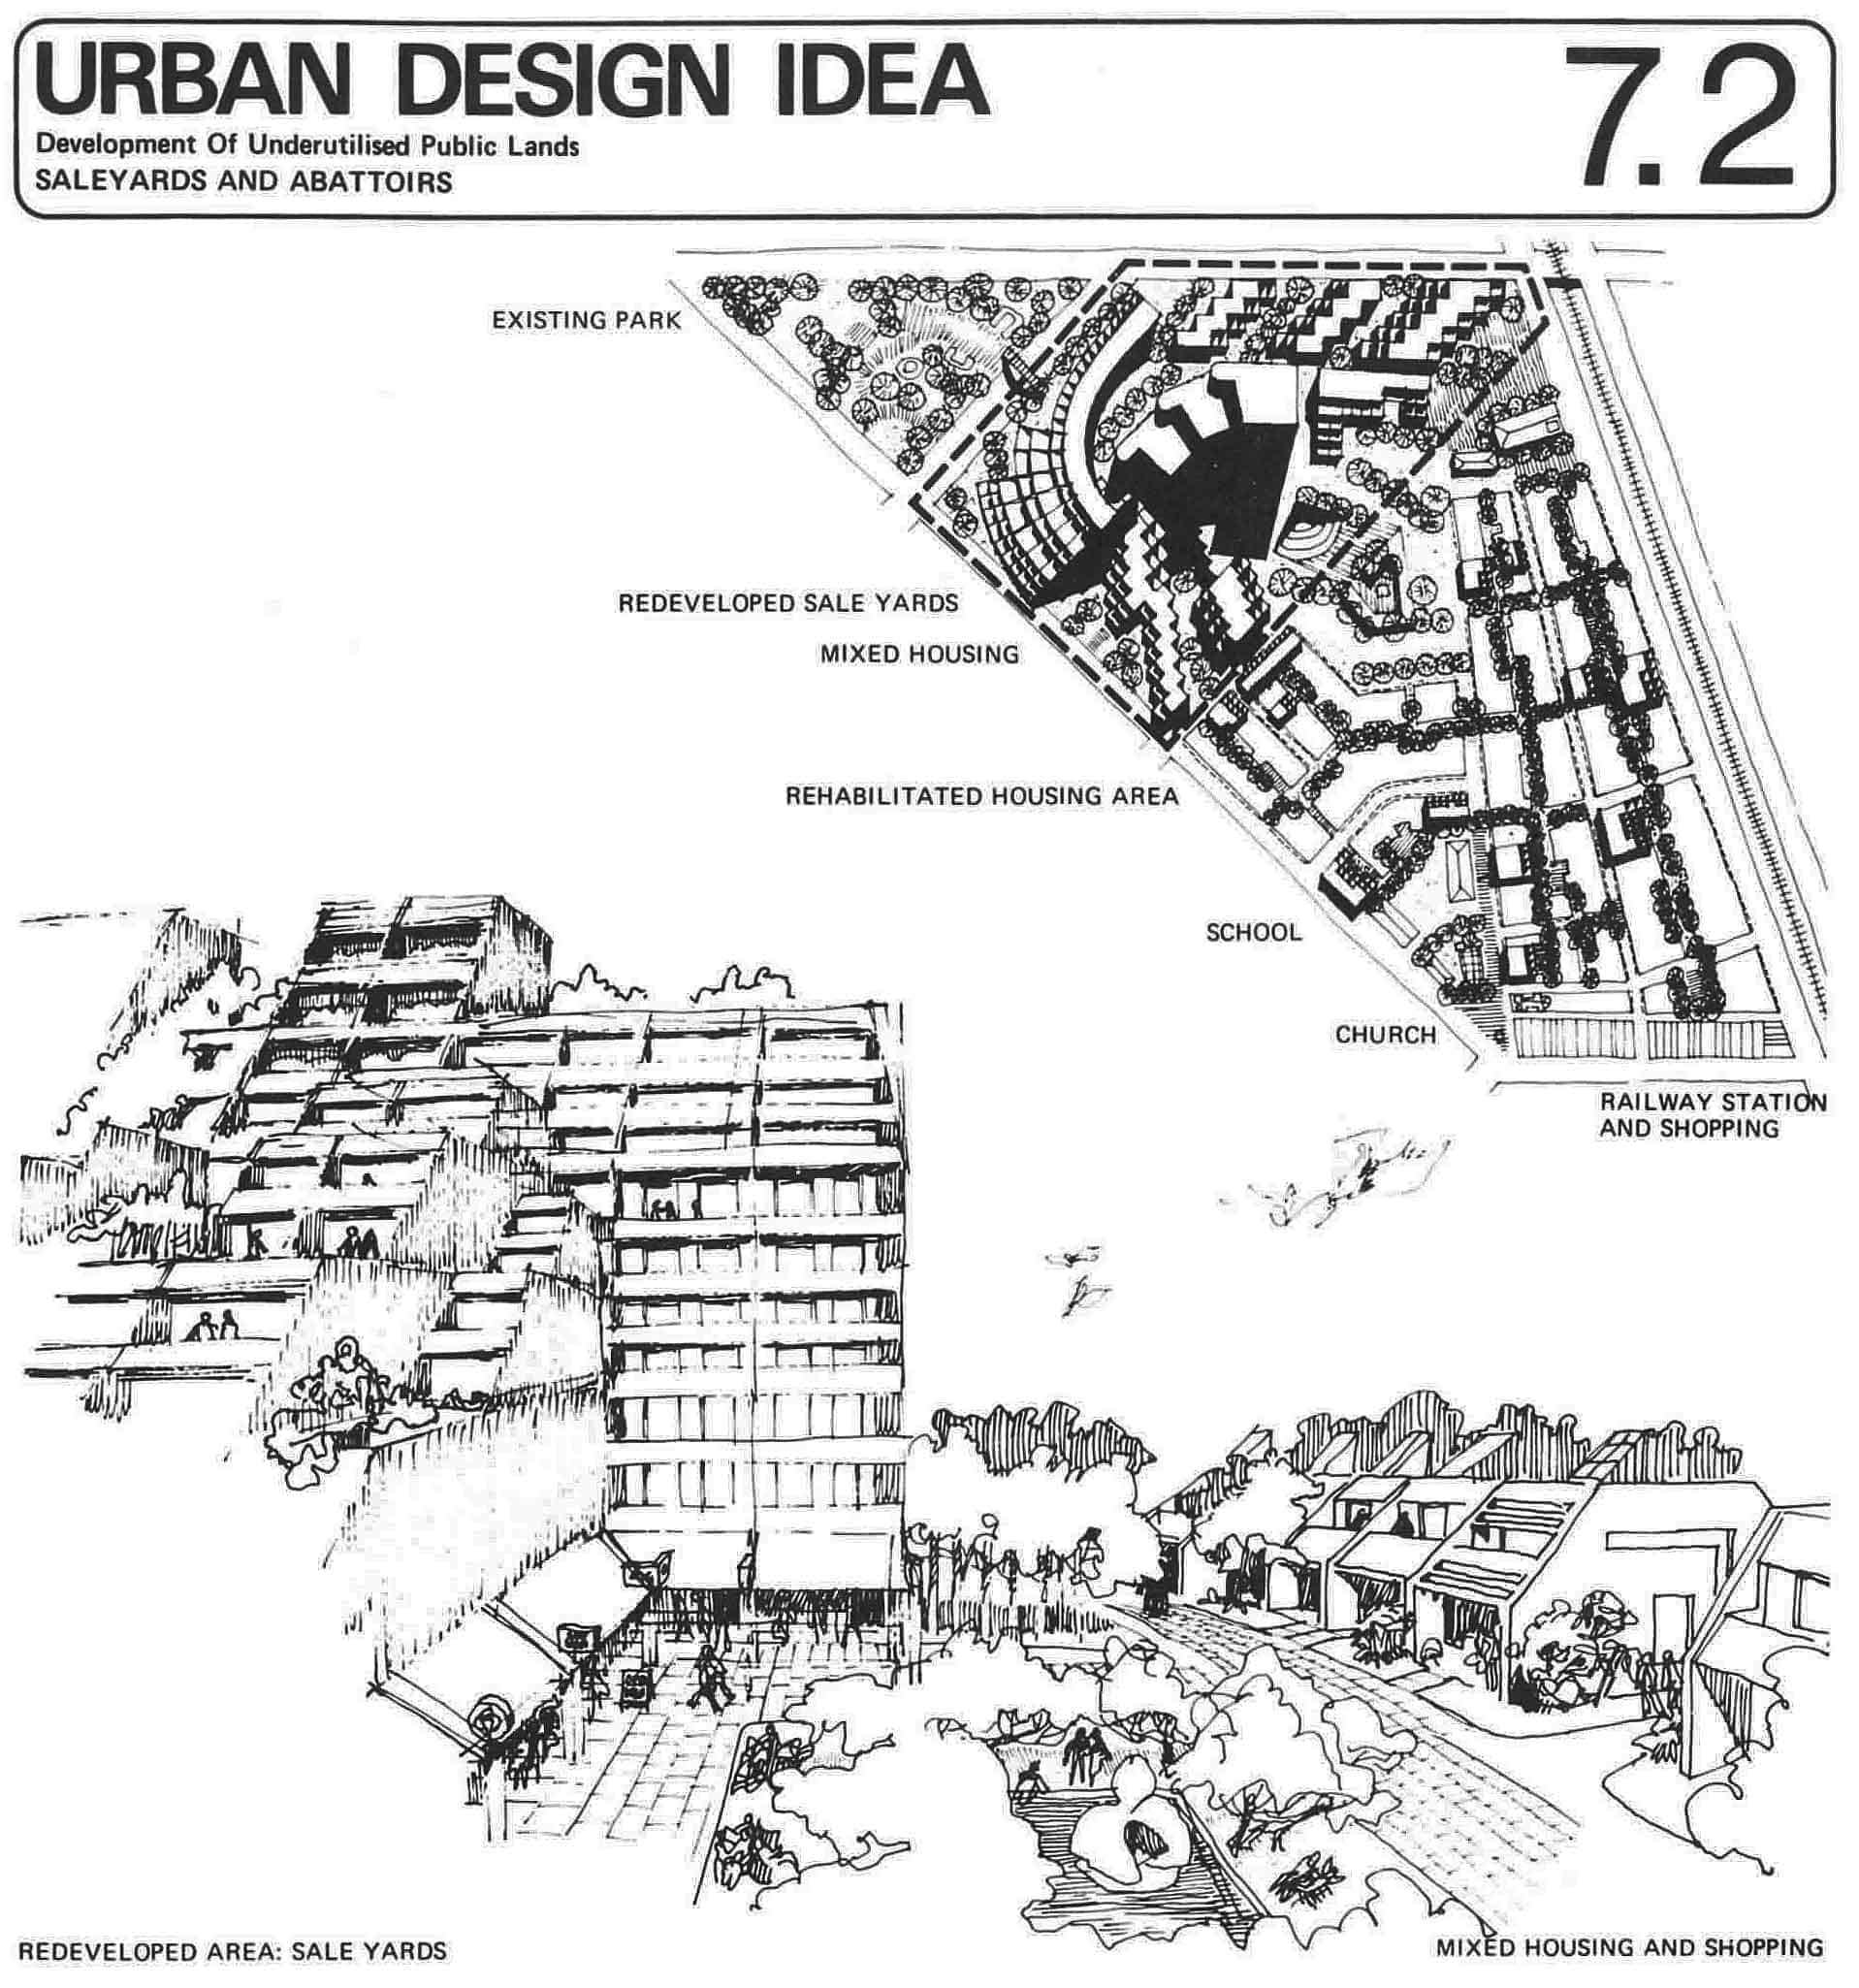 URBAN DESIGN IDEA
7.2
Development Of Underutilised Public Lands
SALEYARDS AND ABATTOIRS
EXISTING PARK
REDEVELOPED SALE YARDS
MIXED HOUSING
REHABILITATED HOUSING AREA
SCHOOL
CHURCH
RAILWAY STATION
AND SHOPPING
REDEVELOPED AREA: SALE YARDS
MIXED HOUSING AND SHOPPING